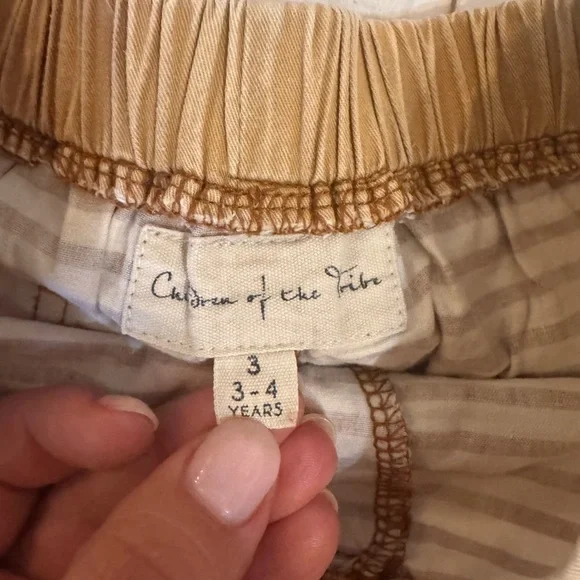 Children of the Tribe
3
3-4
YEARS